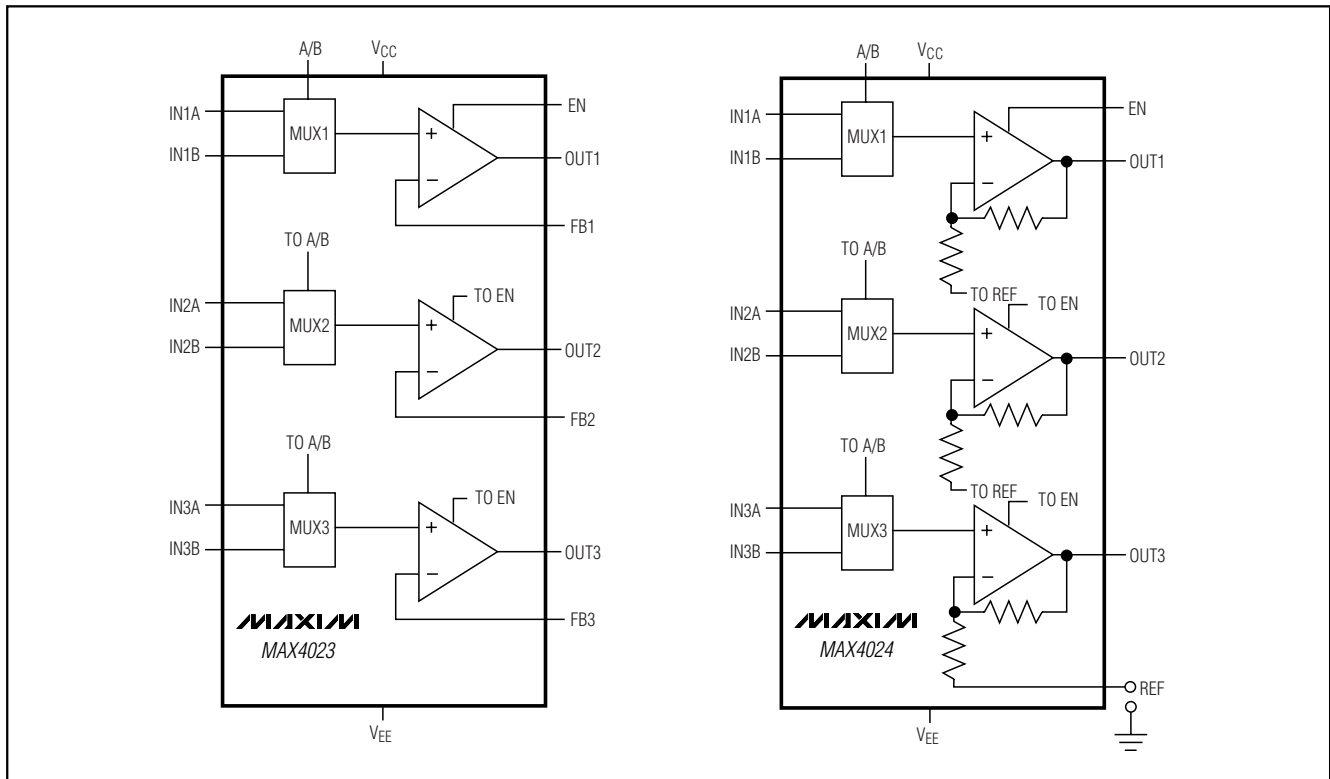 A/B
VCC
IN1A
MUX1
IN1B
+
−
EN
OUT1
FB1
TO A/B
IN2A
MUX2
IN2B
TO EN
+
−
OUT2
FB2
TO A/B
IN3A
MUX3
IN3B
TO EN
+
−
OUT3
FB3
MAXIM
MAX4023
VEE
A/B
VCC
IN1A
MUX1
IN1B
+
−
EN
OUT1
TO REF
TO A/B
IN2A
MUX2
IN2B
TO EN
+
−
OUT2
TO REF
TO A/B
IN3A
MUX3
IN3B
TO EN
+
−
OUT3
MAXIM
MAX4024
REF
VEE